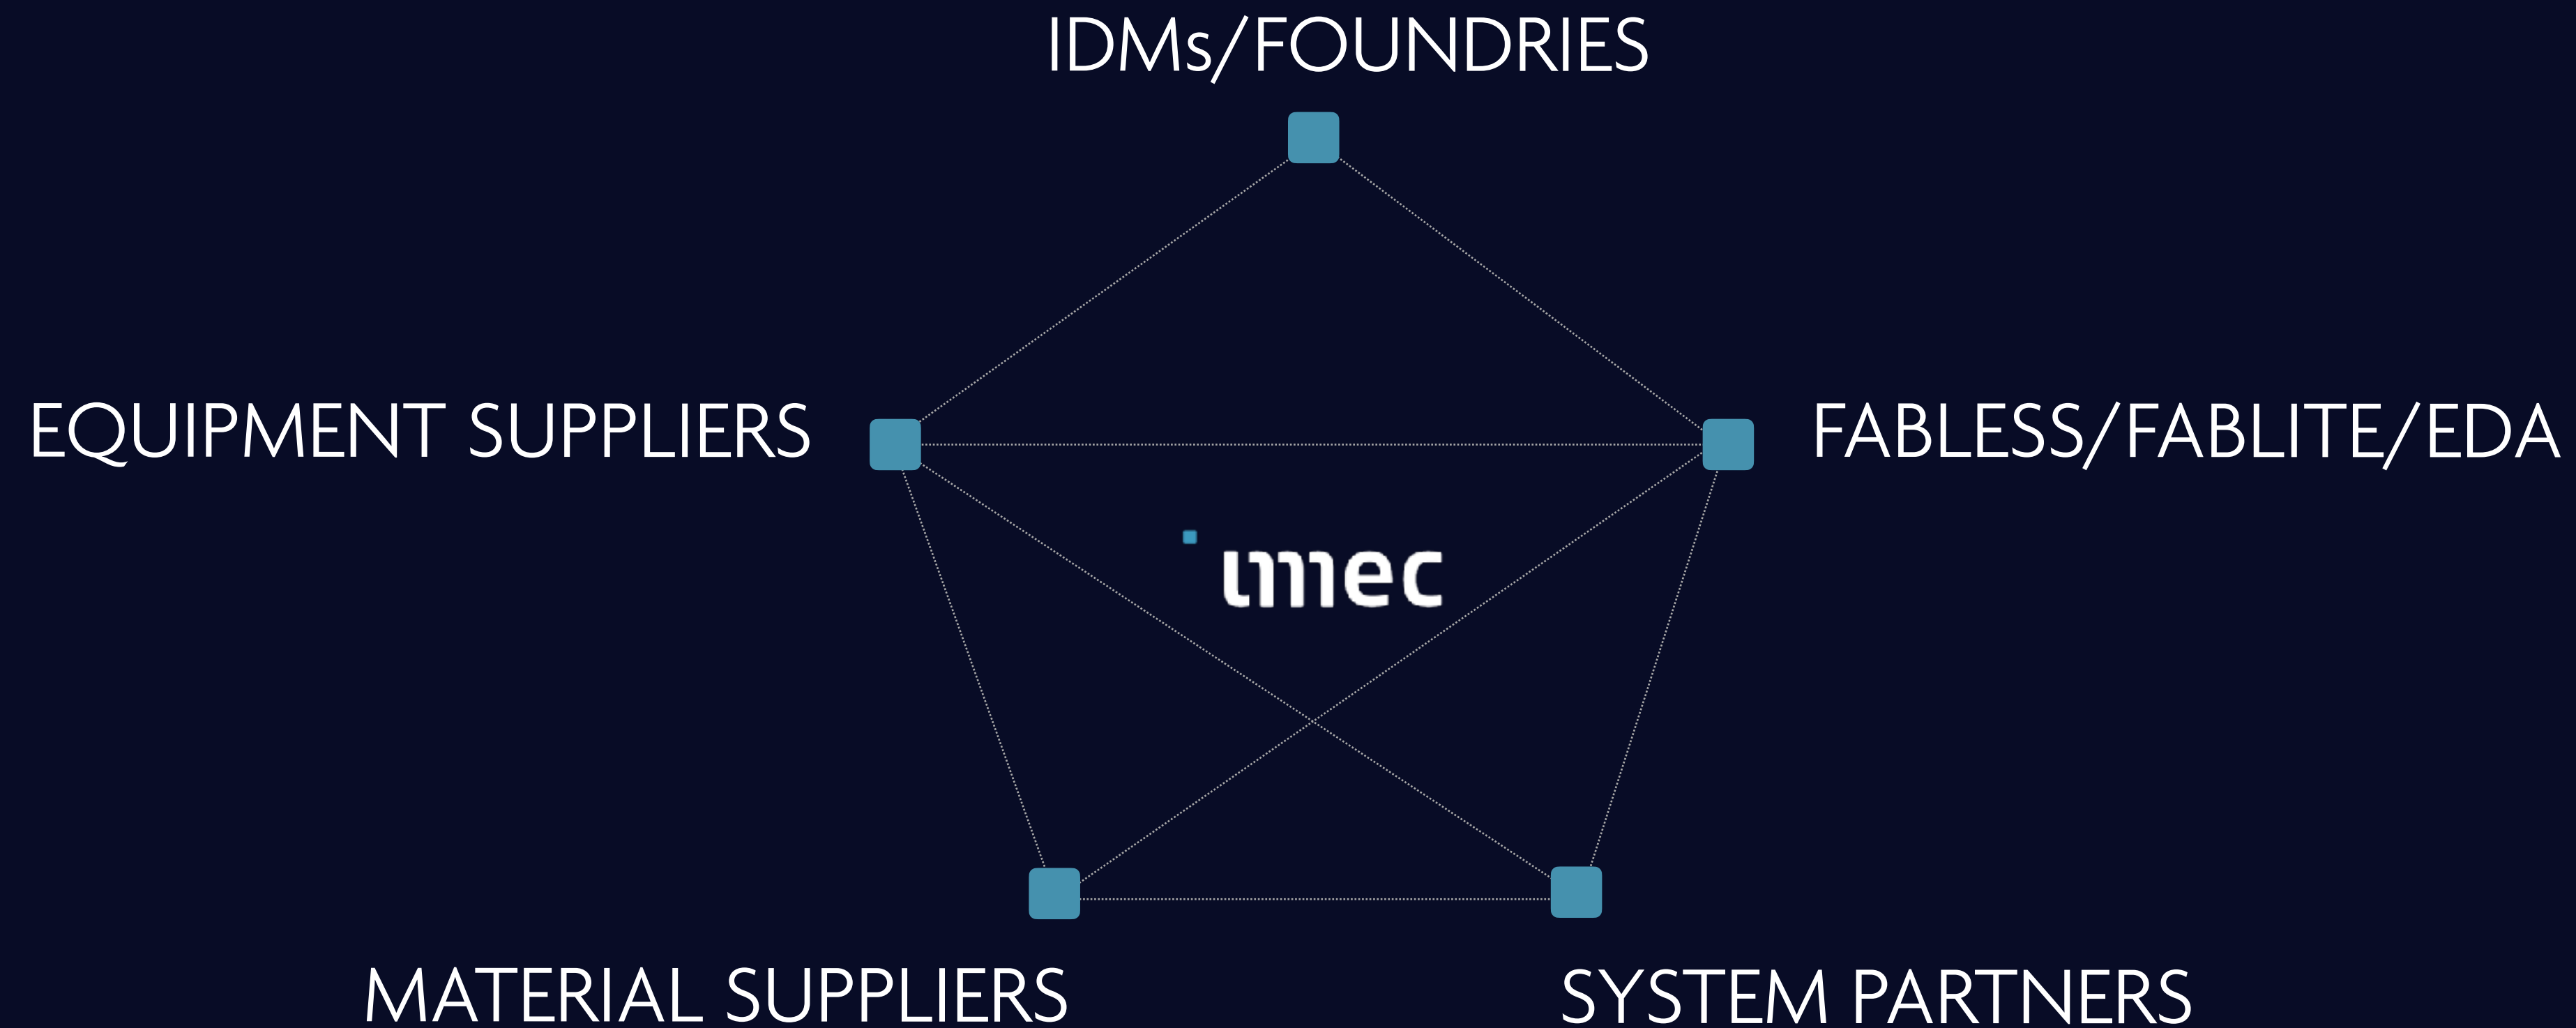 IDMs/FOUNDRIES
EQUIPMENT SUPPLIERS
FABLESS/FABLITE/EDA
imec
MATERIAL SUPPLIERS
SYSTEM PARTNERS